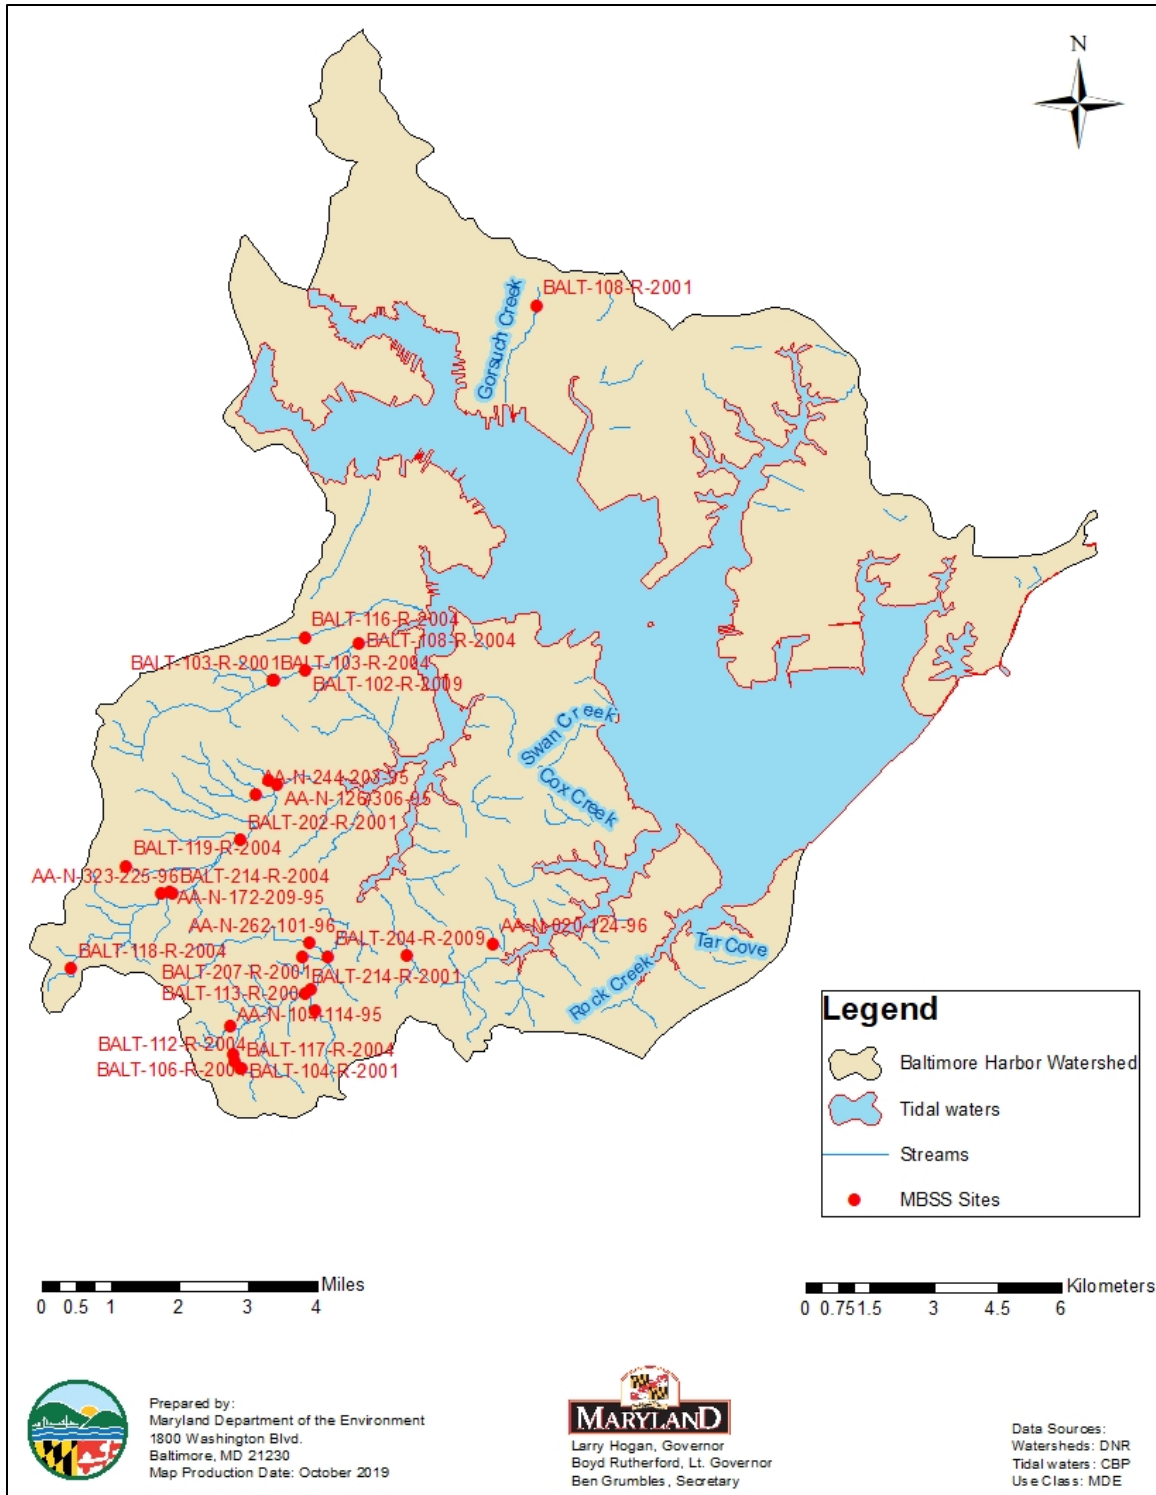 N
BALT-108-R-2001
Gorsuch Creek
BALT-116-R-2004
BALT-108-R-2004
BALT-103-R-2001
BALT-103-R-2004
BALT-102-R-2009
Swan Creek
Cox Creek
AA-N-244-203-95
AA-N-126-306-95
BALT-202-R-2001
BALT-119-R-2004
AA-N-323-225-96
BALT-214-R-2004
AA-N-172-209-95
AA-N-262-101-96
AA-N-020-124-96
BALT-204-R-2009
Tar Cove
BALT-118-R-2004
BALT-207-R-2001
BALT-214-R-2001
Rock Creek
BALT-113-R-200
AA-N-104-114-95
BALT-112-R-2004
BALT-117-R-2004
BALT-106-R-200
BALT-104-R-2001
Legend
Baltimore Harbor Watershed
Tidal waters
Streams
MBSS Sites
Miles
0 0.5 1 2 3 4
Kilometers
0 0.75 1.5 3 4.5 6
Prepared by:
Maryland Department of the Environment
1800 Washington Blvd.
Baltimore, MD 21230
Map Production Date: October 2019
MARYLAND
Larry Hogan, Governor
Boyd Rutherford, Lt. Governor
Ben Grumbles, Secretary
Data Sources:
Watersheds: DNR
Tidal waters: CBP
Use Class: MDE